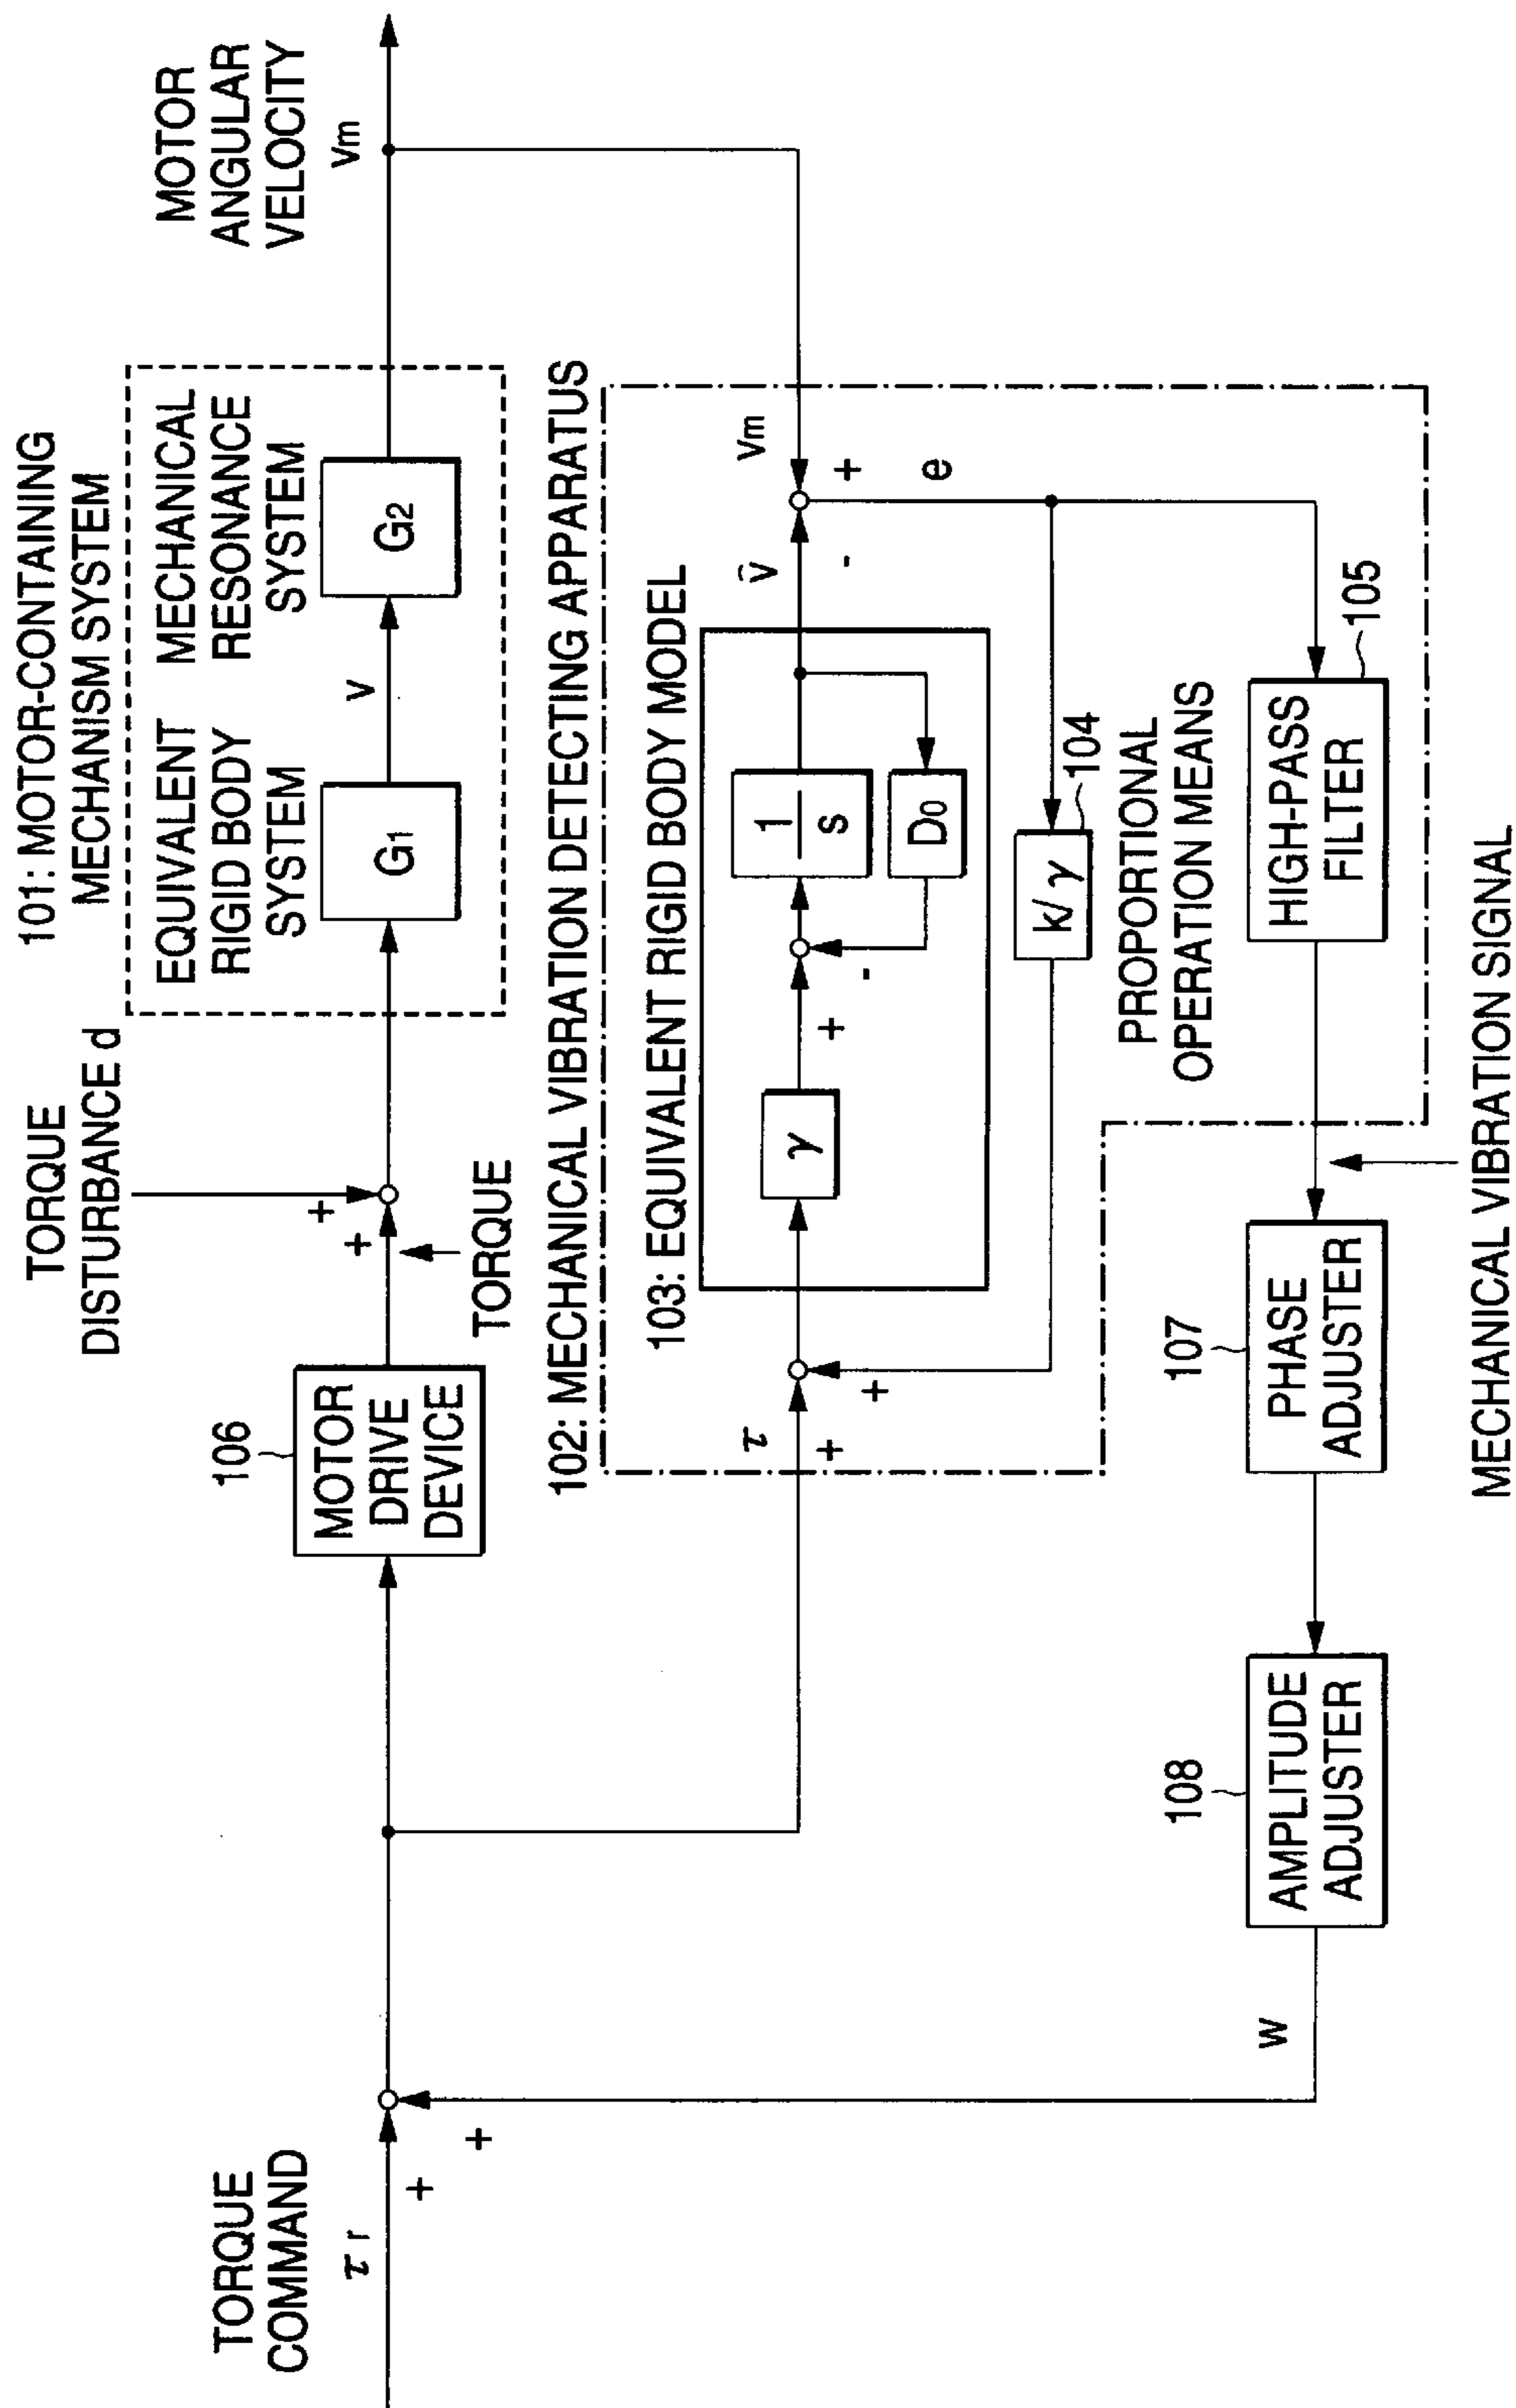 TORQUE
COMMAND
τr
+
+
106
MOTOR
DRIVE
DEVICE
TORQUE
DISTURBANCE d
+
+
TORQUE
101: MOTOR-CONTAINING
MECHANISM SYSTEM
EQUIVALENT
RIGID BODY
SYSTEM
G1
v
MECHANICAL
RESONANCE
SYSTEM
G2
MOTOR
ANGULAR
VELOCITY
vm
102: MECHANICAL VIBRATION DETECTING APPARATUS
103: EQUIVALENT RIGID BODY MODEL
τ
+
+
γ
+
-
1
s
D0
v̂
-
vm
+
e
k/γ
104
PROPORTIONAL
OPERATION MEANS
105
HIGH-PASS
FILTER
MECHANICAL VIBRATION SIGNAL
107
PHASE
ADJUSTER
108
AMPLITUDE
ADJUSTER
w